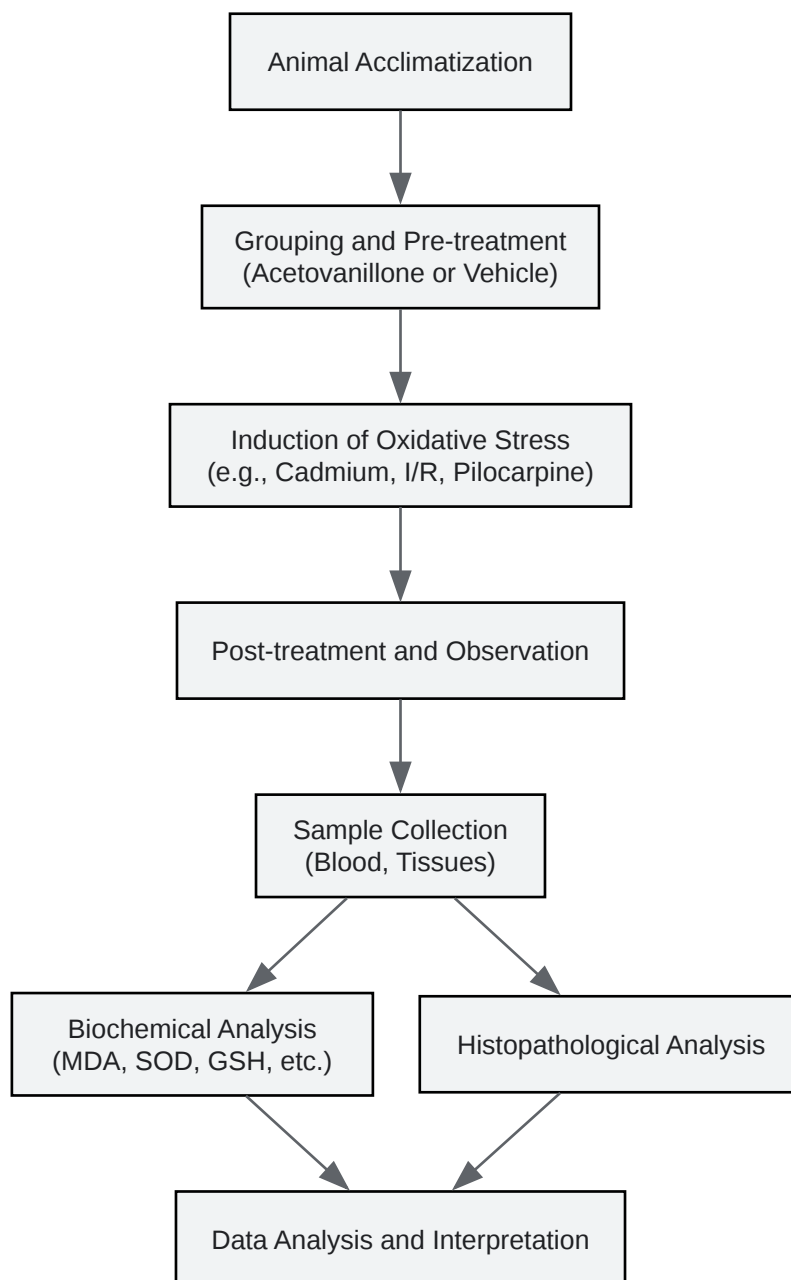 Animal Acclimatization
Grouping and Pre-treatment
(Acetovanillone or Vehicle)
Induction of Oxidative Stress
(e.g., Cadmium, I/R, Pilocarpine)
Post-treatment and Observation
Sample Collection
(Blood, Tissues)
Biochemical Analysis
(MDA, SOD, GSH, etc.)
Histopathological Analysis
Data Analysis and Interpretation